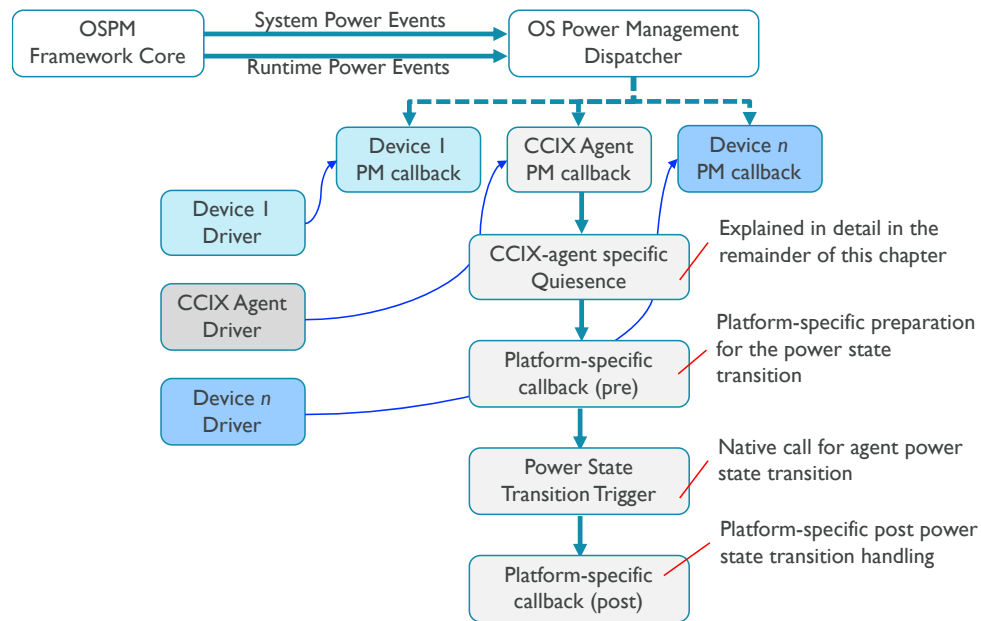 OSPM
Framework Core
System Power Events
Runtime Power Events
OS Power Management
Dispatcher
Device 1
PM callback
CCIX Agent
PM callback
Device n
PM callback
Device 1
Driver
CCIX-agent specific
Quiesence
Explained in detail in the
remainder of this chapter
CCIX Agent
Driver
Platform-specific
callback (pre)
Platform-specific preparation
for the power state
transition
Device n
Driver
Power State
Transition Trigger
Native call for agent power
state transition
Platform-specific
callback (post)
Platform-specific post power
state transition handling